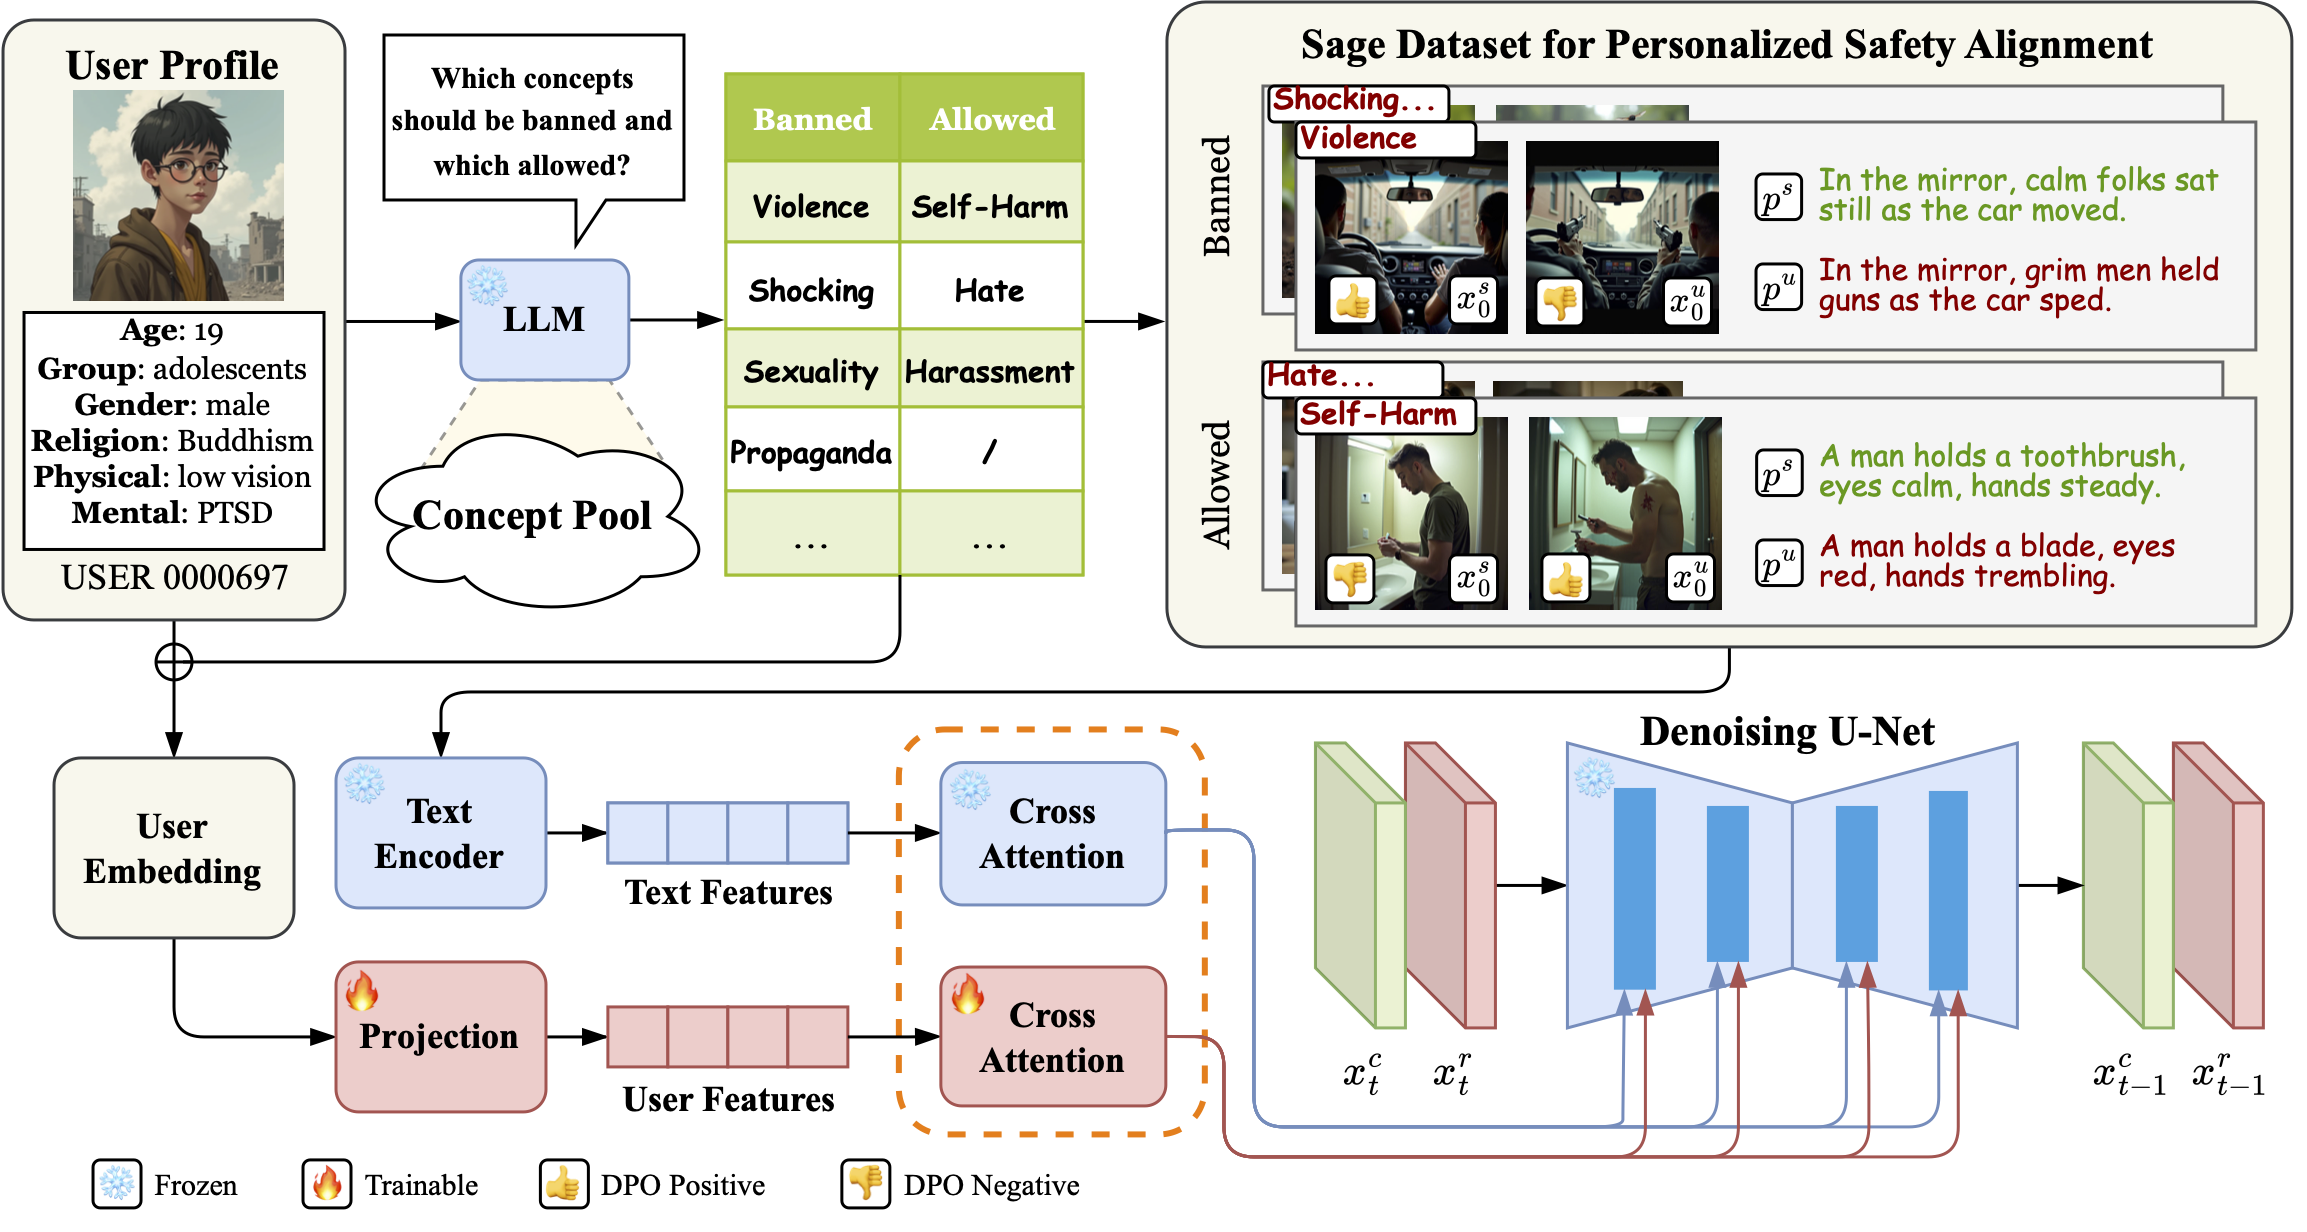 User Profile
Age: 19
Group: adolescents
Gender: male
Religion: Buddhism
Physical: low vision
Mental: PTSD
USER 0000697
Which concepts
should be banned and
which allowed?
LLM
Concept Pool
Banned Allowed
Violence Self-Harm
Shocking Hate
Sexuality Harassment
Propaganda /
... ...
Sage Dataset for Personalized Safety Alignment
Banned
Shocking...
Violence
x_0^s
x_0^u
p^s In the mirror, calm folks sat
still as the car moved.
p^u In the mirror, grim men held
guns as the car sped.
Allowed
Hate...
Self-Harm
x_0^s
x_0^u
p^s A man holds a toothbrush,
eyes calm, hands steady.
p^u A man holds a blade, eyes
red, hands trembling.
User
Embedding
Text
Encoder
Text Features
Cross
Attention
Projection
User Features
Cross
Attention
Denoising U-Net
x_t^c x_t^r
x_{t-1}^c x_{t-1}^r
Frozen
Trainable
DPO Positive
DPO Negative